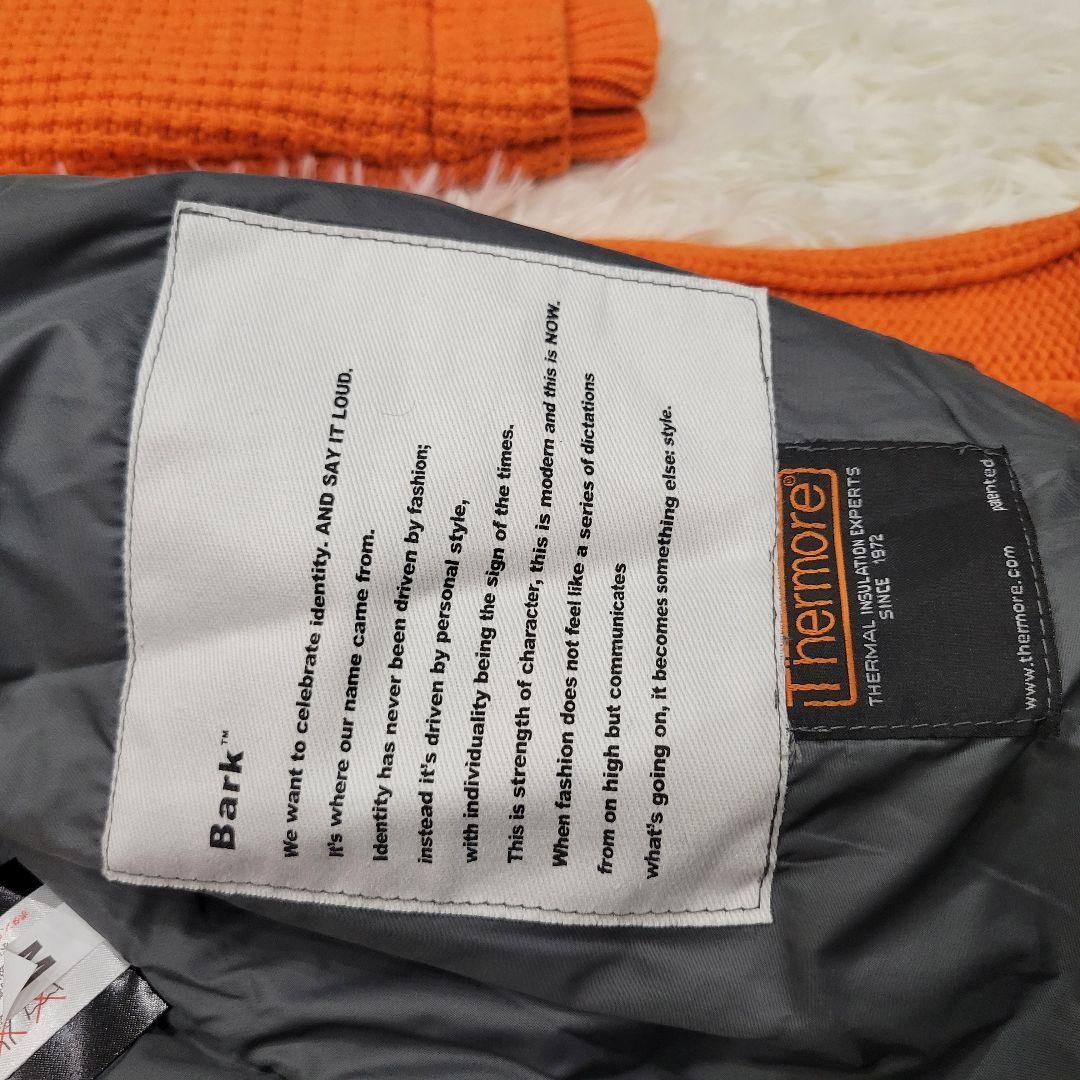 Bark™
We want to celebrate identity. AND SAY IT LOUD.
It's where our name came from.
Identity has never been driven by fashion;
instead it's driven by personal style,
with individuality being the sign of the times.
This is strength of character, this is modern and this is NOW.
When fashion does not feel like a series of dictations
from on high but communicates
what's going on, it becomes something else: style.
Thermore®
THERMAL INSULATION EXPERTS
SINCE 1972
www.thermore.com
patented
M